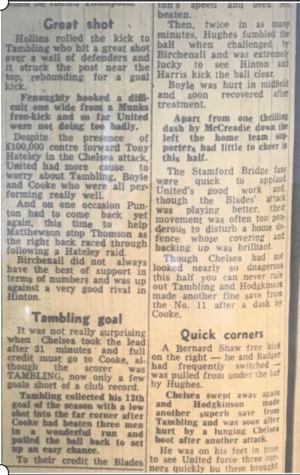 Great shot
Hollins rolled the kick to
Tambling who hit a great shot
over a wall of defenders and
it struck the post near the
top, rebounding for a goal
kick.
Fenoughty hooked a diffi-
cult one wide from a Munks
free-kick and so far United
were not doing too badly.
Despite the presence of
£100,000 centre forward Tony
Hateley in the Chelsea attack,
United had more cause to
worry about Tambling, Boyle
and Cooke who were all per-
forming really well.
And on one occasion Pun-
ton had to come back yet
again, this time to help
Matthewson stop Thomson as
the right back raced through
following a Hateley raid.
Birchenall did not always
have the best of support in
terms of numbers and was up
against a very good rival in
Hinton.
Tambling goal
It was not really surprising
when Chelsea took the lead
after 31 minutes and full
credit must go to Cooke, al-
though the scorer was
TAMBLING, now only a few
goals short of a club record.
Tambling collected his 12th
goal of the season with a low
shot into the far corner after
Cooke had beaten three men
in a wonderful run and
pulled the ball back to set
up an easy chance.
To their credit the Blades
ton's speed and been
beaten.
Then, twice in as many
minutes, Hughes fumbled the
ball when challenged by
Birchenall and was extremely
lucky to see Hinton and
Harris kick the ball clear.
Boyle was hurt in midfield
and soon recovered after
treatment.
Apart from one thrilling
dash by McCreadie down the
left the home team sup-
porters had little to cheer in
this half.
The Stamford Bridge fans
were quick to applaud
United's good work and,
though the Blades' attack
was playing better, their
movement was often too pon-
derous to disturb a home de-
fence whose covering and
backing up was brilliant.
Though Chelsea had not
looked nearly so dangerous
this half you can never rule
out Tambling and Hodgkinson
made another fine save from
the No. 11 after a dash by
Cooke.
Quick corners
A Bernard Shaw free kick
on the right — he and Badger
had frequently switched —
was pulled from under the bar
by Hughes.
Chelsea swept away again
and Hodgkinson made
another superb save from
Tambling and was soon after
hurt by a lunging Chelsea
boot after another attack.
He was on his feet in time
to see United force three cor-
ners quickly but these brought